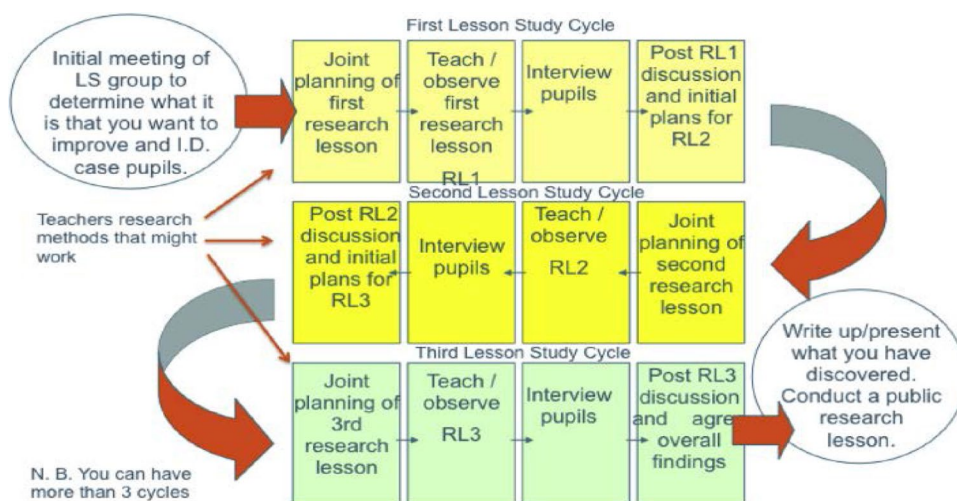 First Lesson Study Cycle
Initial meeting of
LS group to
determine what it
is that you want to
improve and I.D.
case pupils.
Joint
planning of
first
research
lesson
Teach /
observe
first
research
lesson
RL1
Interview
pupils
Post RL1
discussion
and initial
plans for
RL2
Second Lesson Study Cycle
Teachers research
methods that might
work
Post RL2
discussion
and initial
plans for
RL3
Interview
pupils
Teach /
observe
RL2
Joint
planning of
second
research
lesson
Third Lesson Study Cycle
Joint
planning of
3rd
research
lesson
Teach /
observe
RL3
Interview
pupils
Post RL3
discussion
and agre
overall
findings
Write up/present
what you have
discovered.
Conduct a public
research
lesson.
N. B. You can have
more than 3 cycles